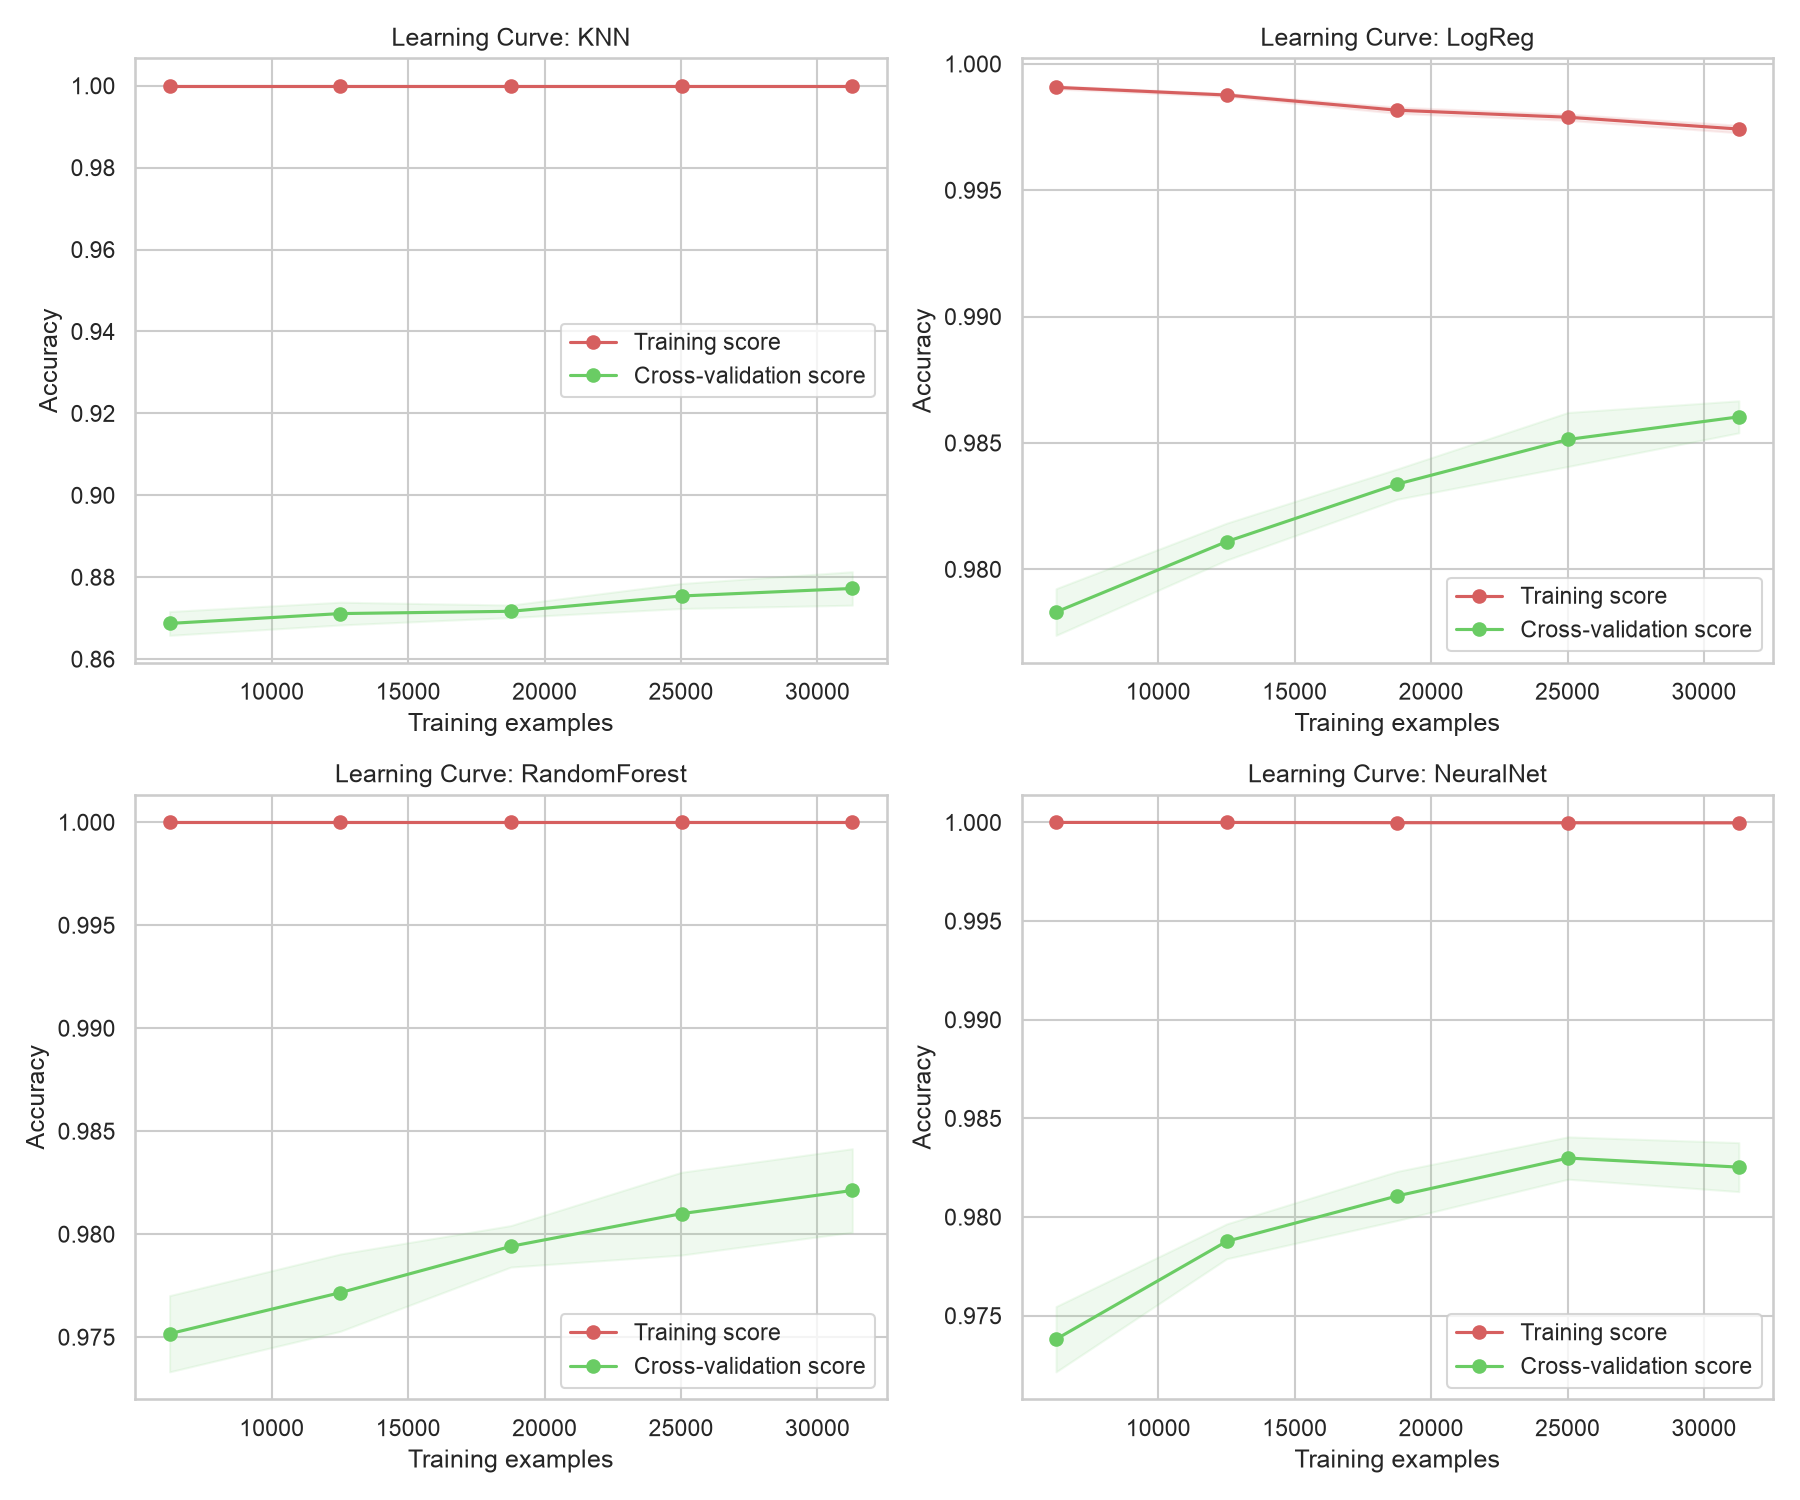 Learning Curve: KNN
1.00
0.98
0.96
0.94
0.92
0.90
0.88
0.86
Accuracy
Training score
Cross-validation score
10000 15000 20000 25000 30000
Training examples
Learning Curve: LogReg
1.000
0.995
0.990
0.985
0.980
Accuracy
Training score
Cross-validation score
10000 15000 20000 25000 30000
Training examples
Learning Curve: RandomForest
1.000
0.995
0.990
0.985
0.980
0.975
Accuracy
Training score
Cross-validation score
10000 15000 20000 25000 30000
Training examples
Learning Curve: NeuralNet
1.000
0.995
0.990
0.985
0.980
0.975
Accuracy
Training score
Cross-validation score
10000 15000 20000 25000 30000
Training examples